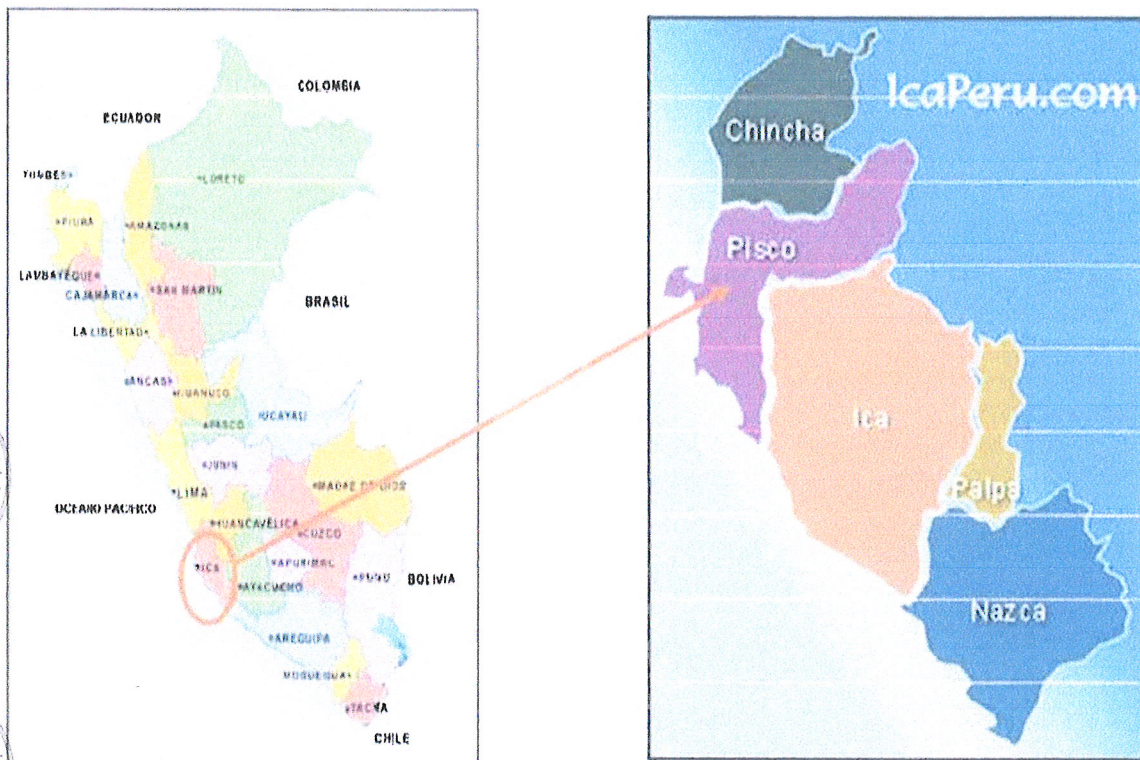 COLOMBIA
ECUADOR
TUMBES
LORETO
PIURA
AMAZONAS
LAMBAYEQUE
SAN MARTIN
CAJAMARCA
BRASIL
LA LIBERTAD
ANCASH
HUANUCO
UCAYALI
PASCO
JUNIN
MADRE DE DIOS
LIMA
OCEANO PACIFICO
HUANCAVELICA
CUZCO
ICA
APURIMAC
PUNO
BOLIVIA
AYACUCHO
AREQUIPA
MOQUEGUA
TACNA
CHILE
IcaPeru.com
Chincha
Pisco
Ica
Palpa
Nazca